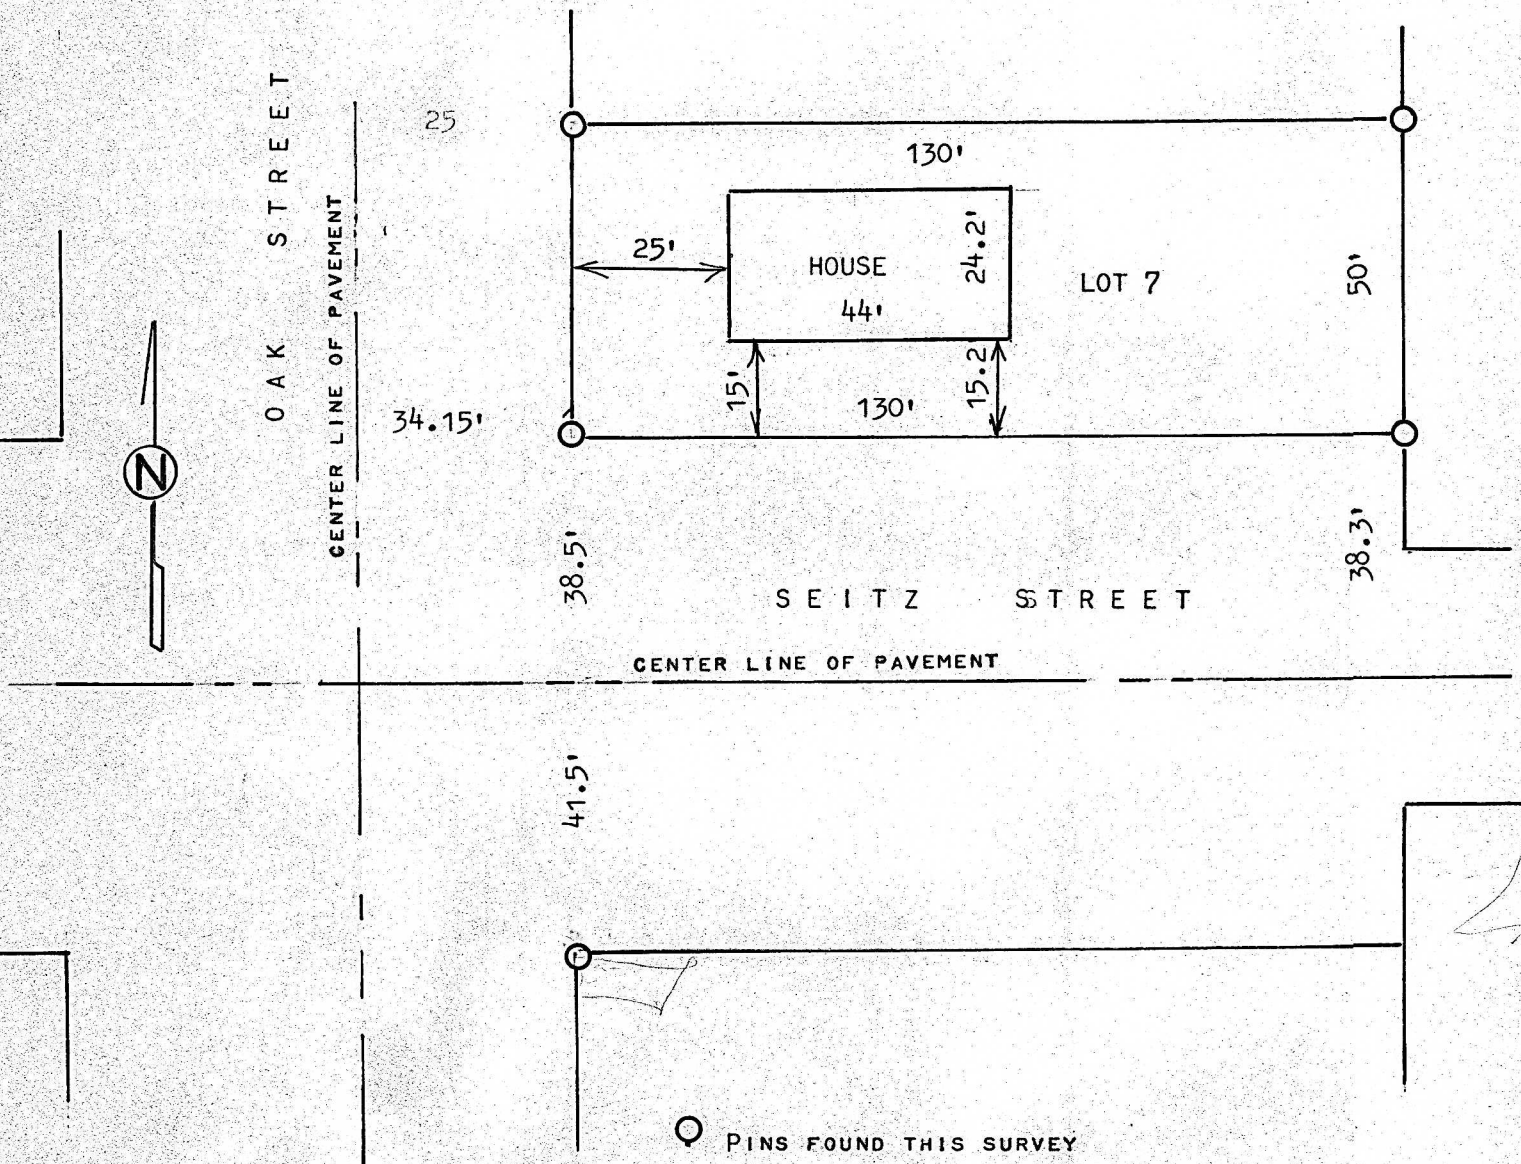 OAK STREET
CENTER LINE OF PAVEMENT
25
130'
25'
HOUSE
24.2'
44'
LOT 7
50'
15'
15.2
130'
34.15'
N
38.5'
38.3'
SEITZ STREET
CENTER LINE OF PAVEMENT
41.5'
PINS FOUND THIS SURVEY